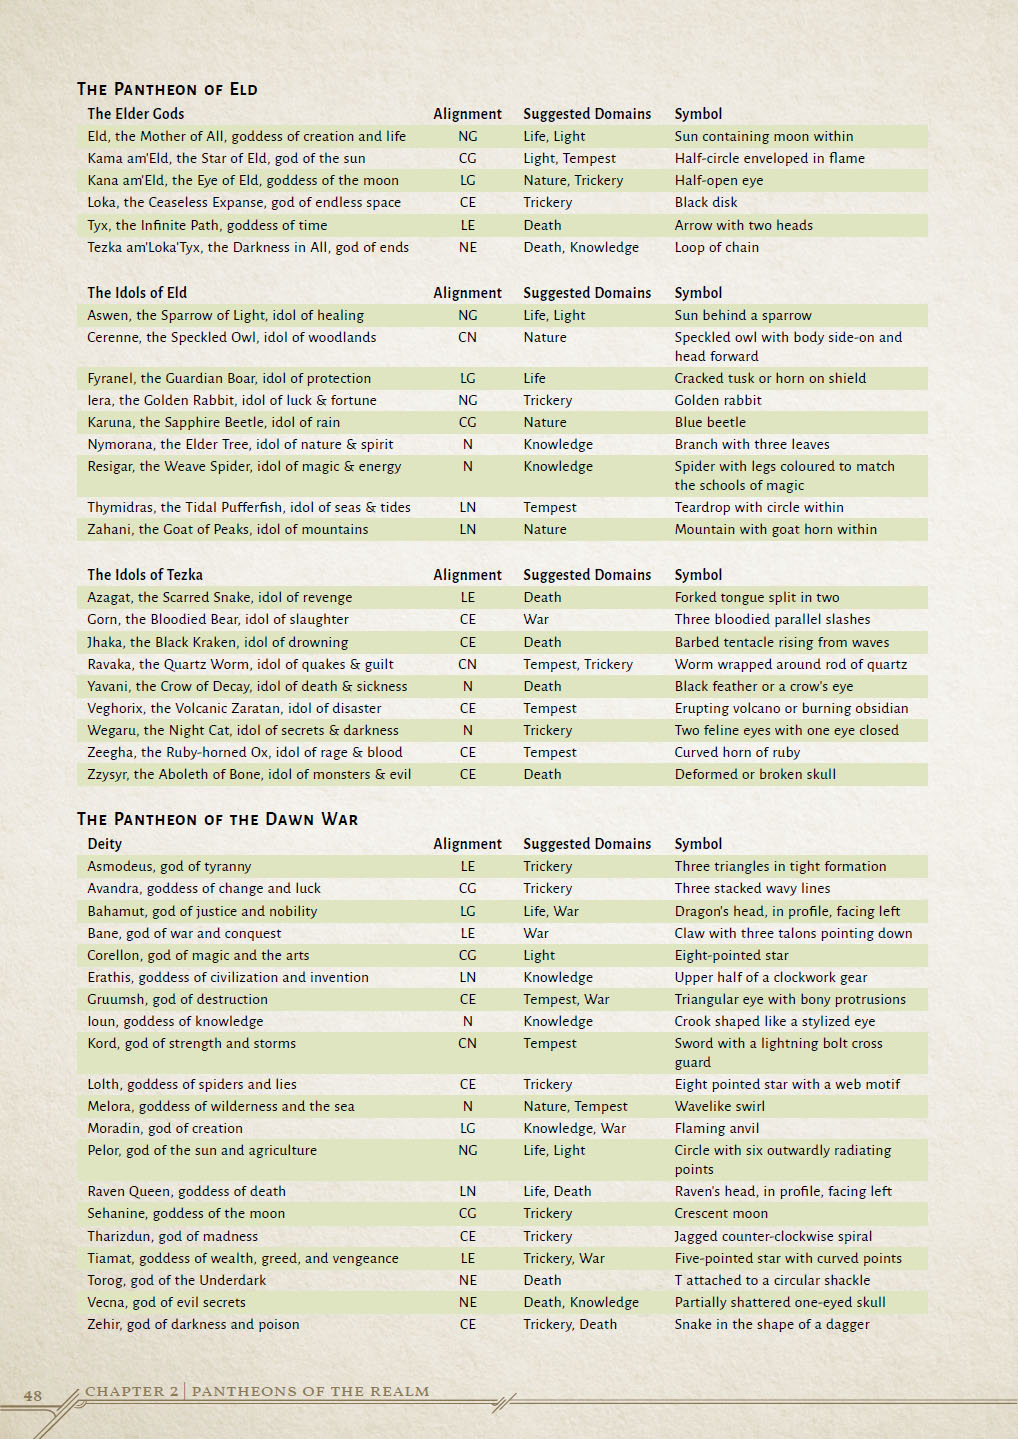 The Pantheon of Eld
The Elder Gods Alignment Suggested Domains Symbol
Eld, the Mother of All, goddess of creation and life NG Life, Light Sun containing moon within
Kama am'Eld, the Star of Eld, god of the sun CG Light, Tempest Half-circle enveloped in flame
Kana am'Eld, the Eye of Eld, goddess of the moon LG Nature, Trickery Half-open eye
Loka, the Ceaseless Expanse, god of endless space CE Trickery Black disk
Tyx, the Infinite Path, goddess of time LE Death Arrow with two heads
Tezka am'Loka'Tyx, the Darkness in All, god of ends NE Death, Knowledge Loop of chain
The Idols of Eld Alignment Suggested Domains Symbol
Aswen, the Sparrow of Light, idol of healing NG Life, Light Sun behind a sparrow
Cerenne, the Speckled Owl, idol of woodlands CN Nature Speckled owl with body side-on and
head forward
Fyranel, the Guardian Boar, idol of protection LG Life Cracked tusk or horn on shield
Iera, the Golden Rabbit, idol of luck & fortune NG Trickery Golden rabbit
Karuna, the Sapphire Beetle, idol of rain CG Nature Blue beetle
Nymorana, the Elder Tree, idol of nature & spirit N Knowledge Branch with three leaves
Resigar, the Weave Spider, idol of magic & energy N Knowledge Spider with legs coloured to match
the schools of magic
Thymidras, the Tidal Pufferfish, idol of seas & tides LN Tempest Teardrop with circle within
Zahani, the Goat of Peaks, idol of mountains LN Nature Mountain with goat horn within
The Idols of Tezka Alignment Suggested Domains Symbol
Azagat, the Scarred Snake, idol of revenge LE Death Forked tongue split in two
Gorn, the Bloodied Bear, idol of slaughter CE War Three bloodied parallel slashes
Jhaka, the Black Kraken, idol of drowning CE Death Barbed tentacle rising from waves
Ravaka, the Quartz Worm, idol of quakes & guilt CN Tempest, Trickery Worm wrapped around rod of quartz
Yavani, the Crow of Decay, idol of death & sickness N Death Black feather or a crow's eye
Veghorix, the Volcanic Zaratan, idol of disaster CE Tempest Erupting volcano or burning obsidian
Wegaru, the Night Cat, idol of secrets & darkness N Trickery Two feline eyes with one eye closed
Zeegha, the Ruby-horned Ox, idol of rage & blood CE Tempest Curved horn of ruby
Zzysyr, the Aboleth of Bone, idol of monsters & evil CE Death Deformed or broken skull
The Pantheon of the Dawn War
Deity Alignment Suggested Domains Symbol
Asmodeus, god of tyranny LE Trickery Three triangles in tight formation
Avandra, goddess of change and luck CG Trickery Three stacked wavy lines
Bahamut, god of justice and nobility LG Life, War Dragon's head, in profile, facing left
Bane, god of war and conquest LE War Claw with three talons pointing down
Corellon, god of magic and the arts CG Light Eight-pointed star
Erathis, goddess of civilization and invention LN Knowledge Upper half of a clockwork gear
Gruumsh, god of destruction CE Tempest, War Triangular eye with bony protrusions
Ioun, goddess of knowledge N Knowledge Crook shaped like a stylized eye
Kord, god of strength and storms CN Tempest Sword with a lightning bolt cross
guard
Lolth, goddess of spiders and lies CE Trickery Eight pointed star with a web motif
Melora, goddess of wilderness and the sea N Nature, Tempest Wavelike swirl
Moradin, god of creation LG Knowledge, War Flaming anvil
Pelor, god of the sun and agriculture NG Life, Light Circle with six outwardly radiating
points
Raven Queen, goddess of death LN Life, Death Raven's head, in profile, facing left
Sehanine, goddess of the moon CG Trickery Crescent moon
Tharizdun, god of madness CE Trickery Jagged counter-clockwise spiral
Tiamat, goddess of wealth, greed, and vengeance LE Trickery, War Five-pointed star with curved points
Torog, god of the Underdark NE Death T attached to a circular shackle
Vecna, god of evil secrets NE Death, Knowledge Partially shattered one-eyed skull
Zehir, god of darkness and poison CE Trickery, Death Snake in the shape of a dagger
48 CHAPTER 2 | PANTHEONS OF THE REALM